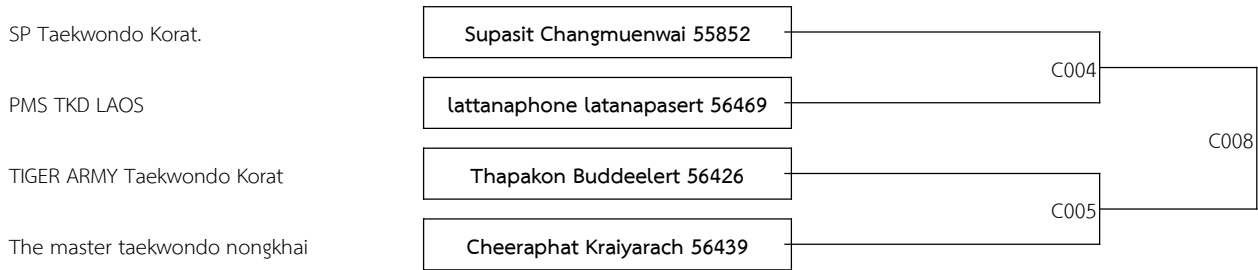 SP Taekwondo Korat.
Supasit Changmuenwai 55852
C004
PMS TKD LAOS
lattanaphone latanapasert 56469
C008
TIGER ARMY Taekwondo Korat
Thapakon Buddeelert 56426
C005
The master taekwondo nongkhai
Cheeraphat Kraiyarach 56439